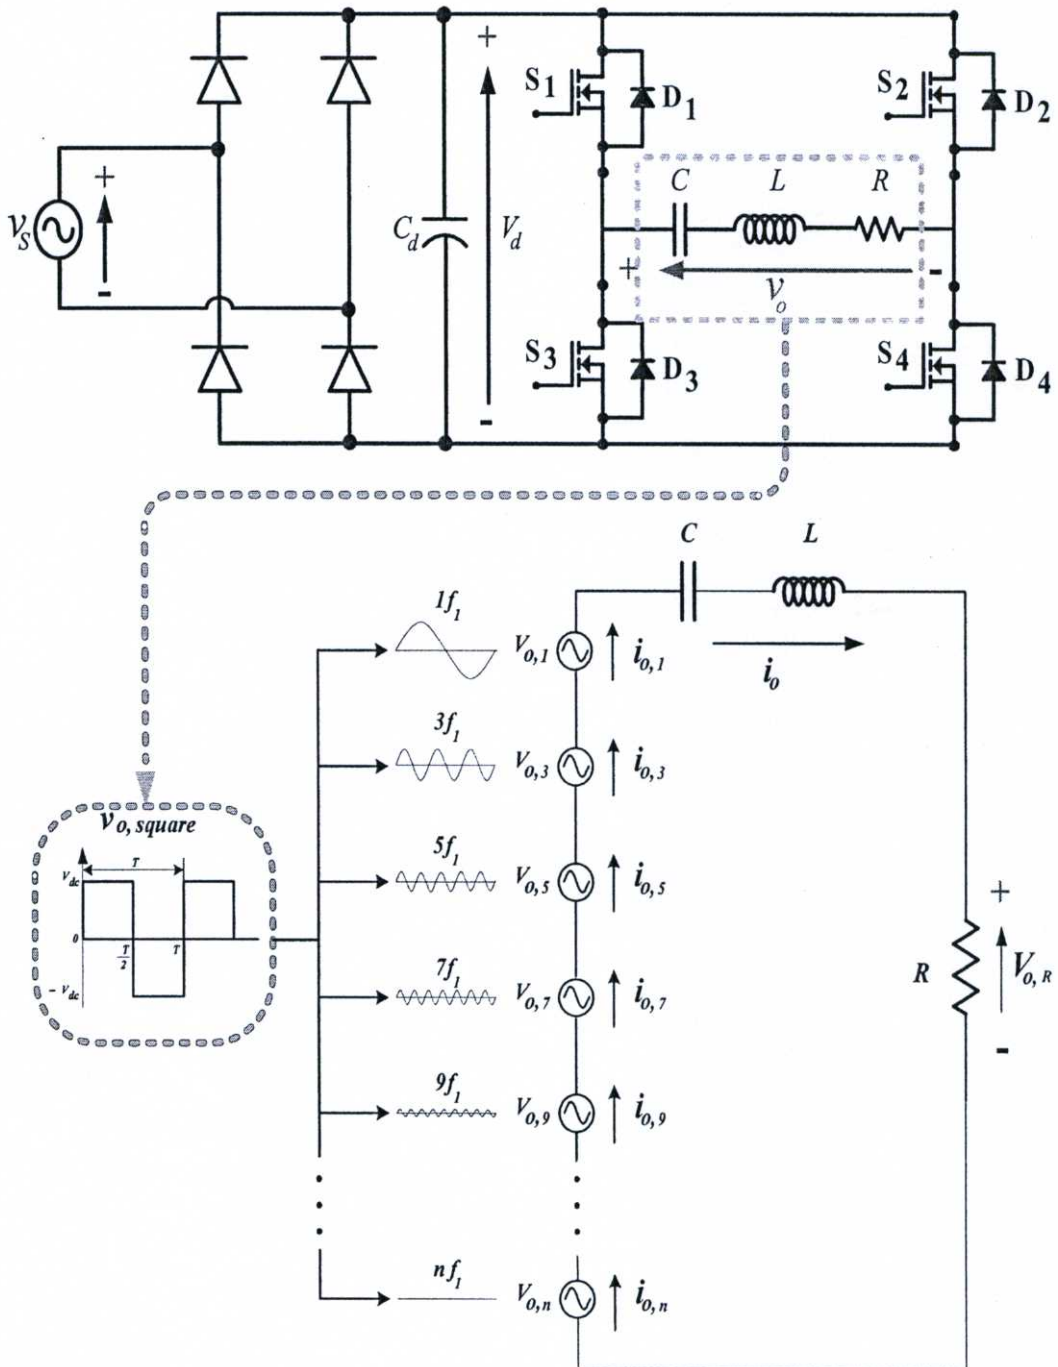 +
-
S1
D1
S2
D2
C
L
R
vs
+
-
Cd
Vd
+
-
vo
S3
D3
S4
D4
+
-
C
L
io
1f1
Vo,1
io,1
3f1
Vo,3
io,3
vo, square
Vdc
T
0
T/2
T
- Vdc
5f1
Vo,5
io,5
7f1
Vo,7
io,7
9f1
Vo,9
io,9
nf1
Vo,n
io,n
R
+
Vo,R
-